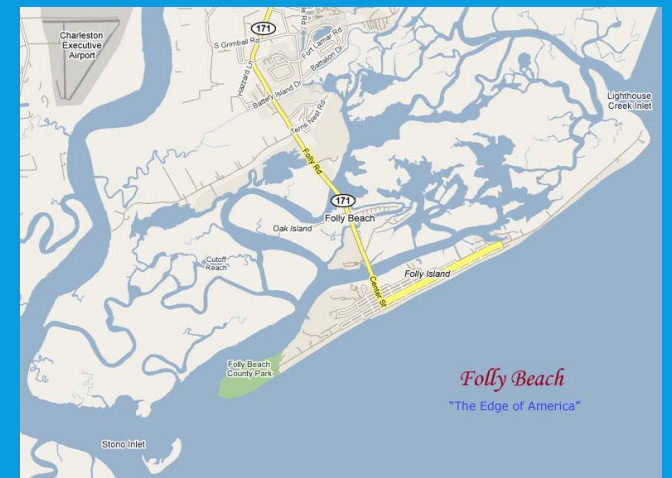 Charleston
Executive
Airport
171
S Grimball Rd
Fort Lamar Rd
Battalion Dr
Hazzard Ln
Battery Island Dr
Terns Nest Rd
Lighthouse
Creek Inlet
Folly Rd
171
Folly Beach
Oak Island
Cutoff
Reach
Folly Island
Center St
Folly Beach
County Park
Folly Beach
"The Edge of America"
Stono Inlet